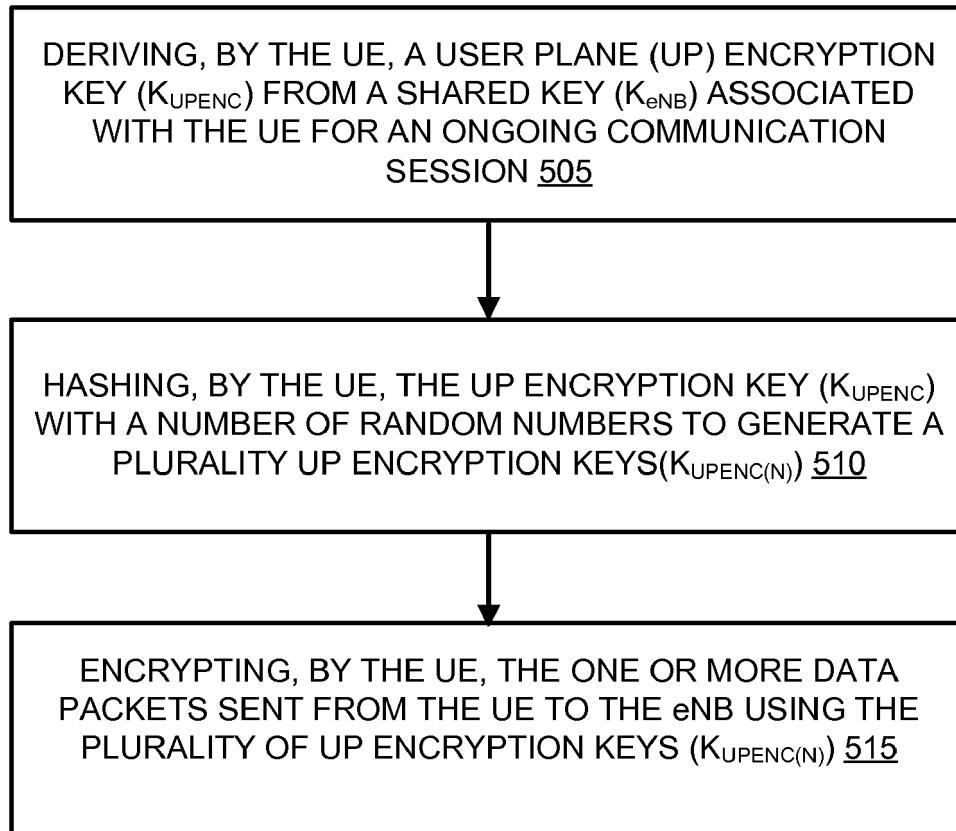 DERIVING, BY THE UE, A USER PLANE (UP) ENCRYPTION
KEY (KUPENC) FROM A SHARED KEY (KeNB) ASSOCIATED
WITH THE UE FOR AN ONGOING COMMUNICATION
SESSION 505
HASHING, BY THE UE, THE UP ENCRYPTION KEY (KUPENC)
WITH A NUMBER OF RANDOM NUMBERS TO GENERATE A
PLURALITY UP ENCRYPTION KEYS(KUPENC(N)) 510
ENCRYPTING, BY THE UE, THE ONE OR MORE DATA
PACKETS SENT FROM THE UE TO THE eNB USING THE
PLURALITY OF UP ENCRYPTION KEYS (KUPENC(N)) 515